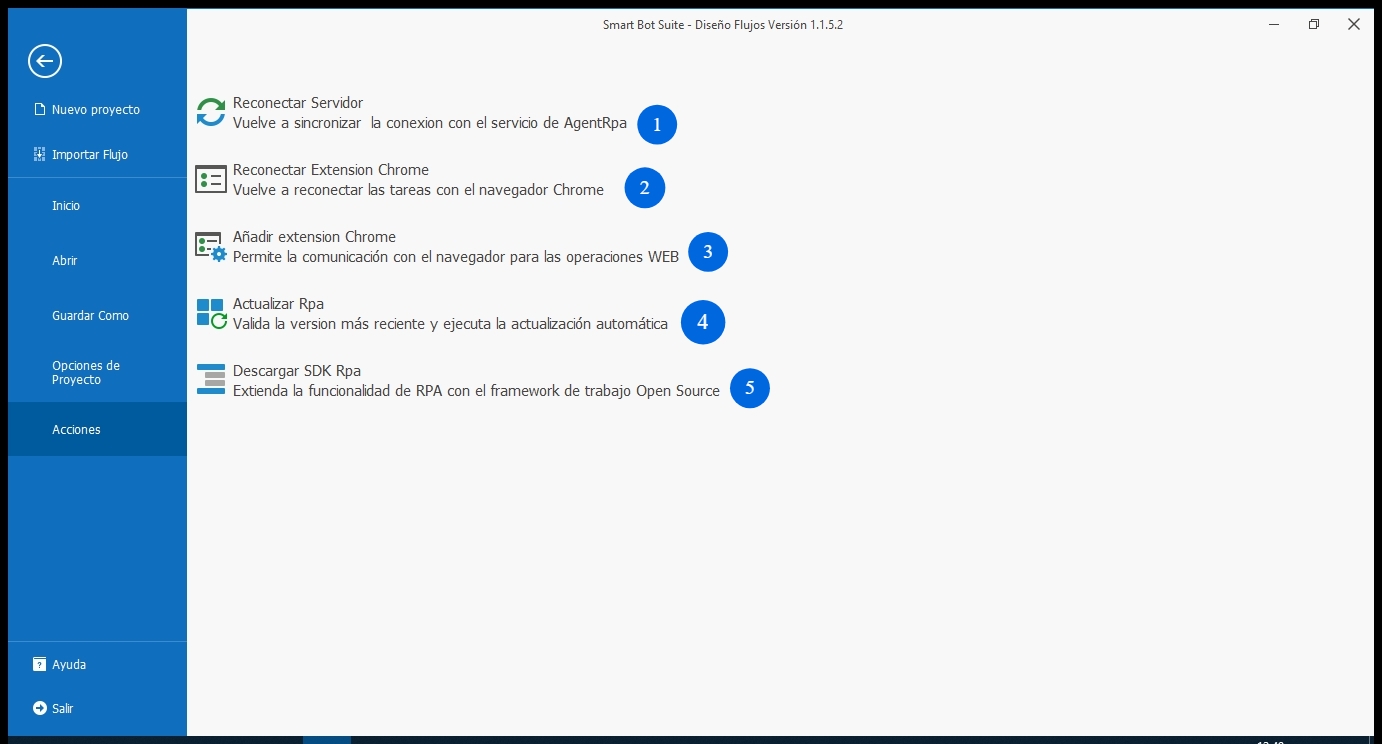 Smart Bot Suite - Diseño Flujos Versión 1.1.5.2
Nuevo proyecto
Importar Flujo
Inicio
Abrir
Guardar Como
Opciones de
Proyecto
Acciones
Ayuda
Salir
Reconectar Servidor
Vuelve a sincronizar  la conexion con el servicio de AgentRpa
1
Reconectar Extension Chrome
Vuelve a reconectar las tareas con el navegador Chrome
2
Añadir extension Chrome
Permite la comunicación con el navegador para las operaciones WEB
3
Actualizar Rpa
Valida la version más reciente y ejecuta la actualización automática
4
Descargar SDK Rpa
Extienda la funcionalidad de RPA con el framework de trabajo Open Source
5